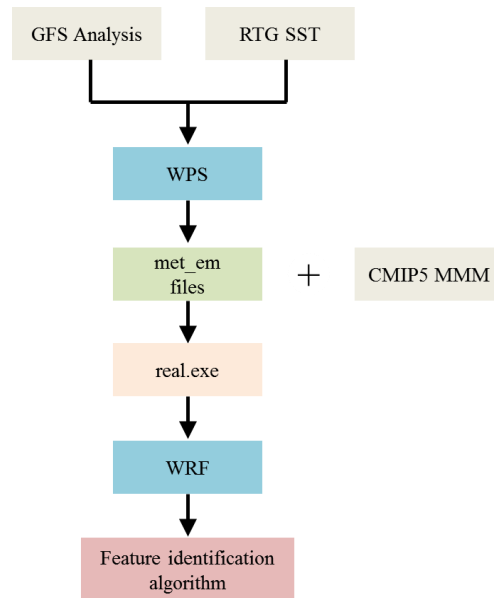 GFS Analysis
RTG SST
WPS
met_em
files
+
CMIP5 MMM
real.exe
WRF
Feature identification
algorithm